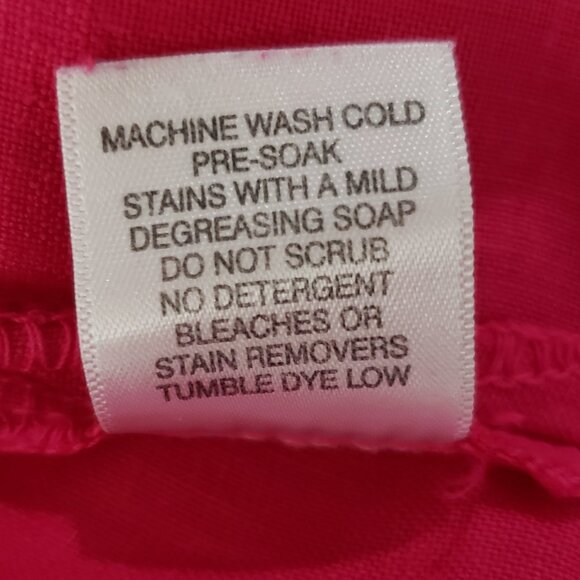 MACHINE WASH COLD
PRE-SOAK
STAINS WITH A MILD
DEGREASING SOAP
DO NOT SCRUB
NO DETERGENT
BLEACHES OR
STAIN REMOVERS
TUMBLE DYE LOW